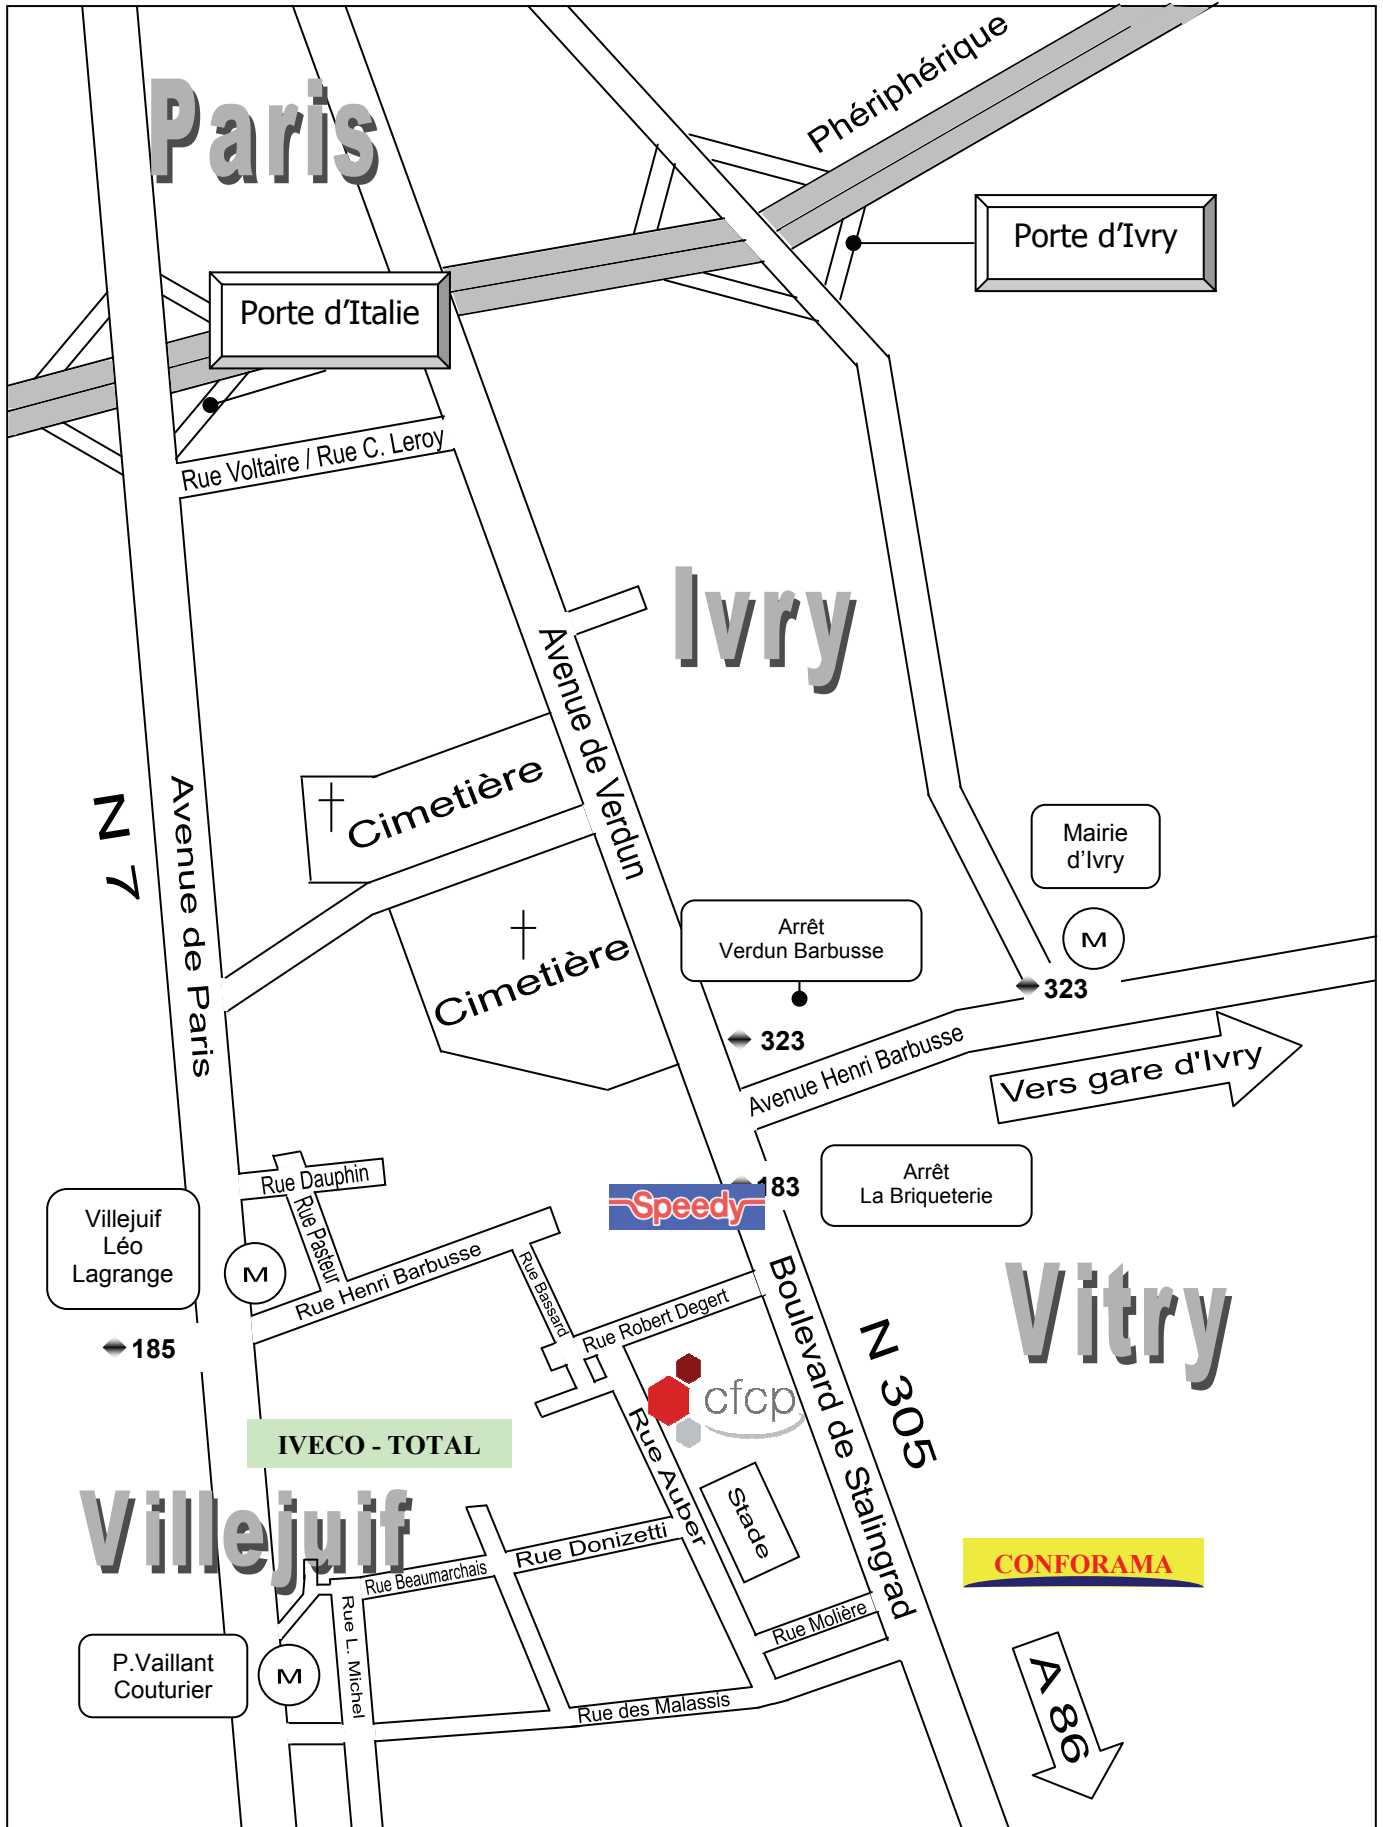 Paris
Phériphérique
Porte d'Ivry
Porte d'Italie
Rue Voltaire / Rue C. Leroy
Ivry
Avenue de Verdun
N 7
Avenue de Paris
Cimetière
Cimetière
Mairie
d'Ivry
M
Arrêt
Verdun Barbusse
323
323
Avenue Henri Barbusse
Vers gare d'Ivry
Rue Dauphin
Rue Pasteur
Villejuif
Léo
Lagrange
M
185
Rue Henri Barbusse
Rue Bassard
183
Speedy
Arrêt
La Briqueterie
Rue Robert Degert
Vitry
Boulevard de Stalingrad
N 305
cfcp
Rue Auber
Stade
IVECO - TOTAL
Villejuif
Rue Donizetti
Rue Beaumarchais
Rue L. Michel
CONFORAMA
Rue Molière
P.Vaillant
Couturier
M
Rue des Malassis
A 86